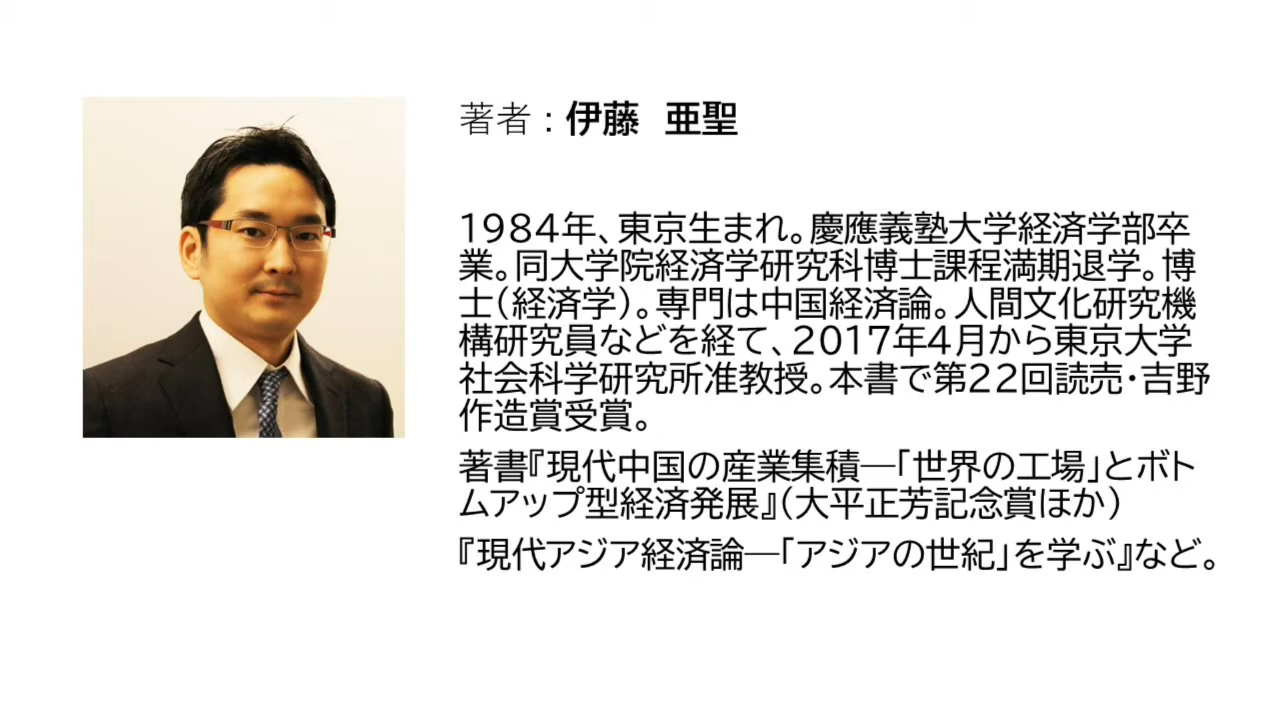 著者：伊藤　亜聖
1984年、東京生まれ。慶應義塾大学経済学部卒
業。同大学院経済学研究科博士課程満期退学。博
士（経済学）。専門は中国経済論。人間文化研究機
構研究員などを経て、2017年4月から東京大学
社会科学研究所准教授。本書で第22回読売・吉野
作造賞受賞。
著書『現代中国の産業集積―「世界の工場」とボト
ムアップ型経済発展』（大平正芳記念賞ほか）
『現代アジア経済論―「アジアの世紀」を学ぶ』など。